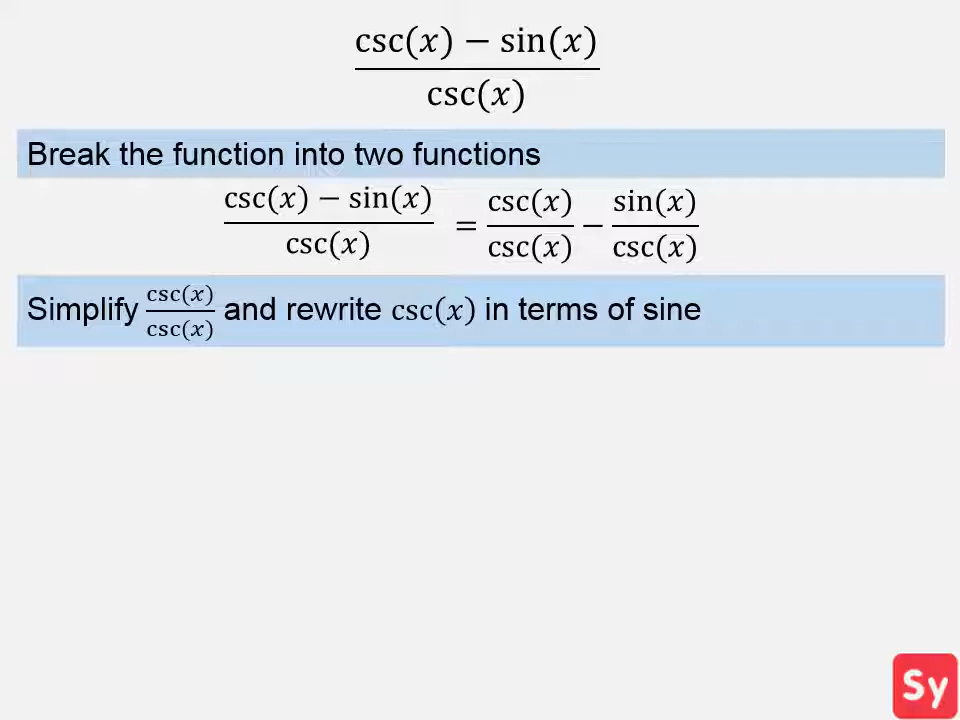 csc(x) − sin(x)
csc(x)
Break the function into two functions
csc(x) − sin(x) / csc(x) = csc(x) / csc(x) − sin(x) / csc(x)
Simplify csc(x) / csc(x) and rewrite csc(x) in terms of sine
Sy